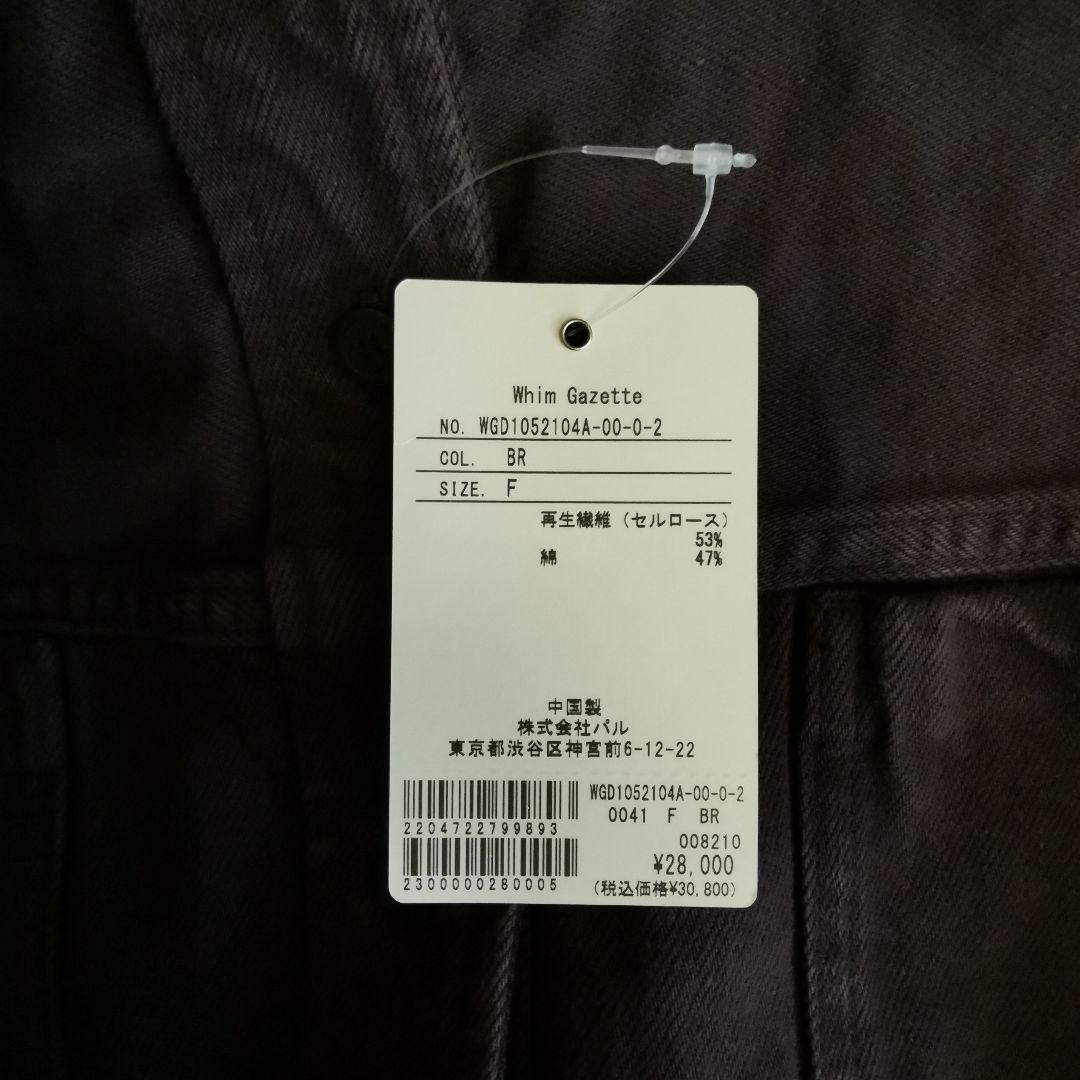 Whim Gazette
NO. WGD1052104A-00-0-2
COL. BR
SIZE. F
再生繊維（セルロース）
53%
綿 47%
中国製
株式会社パル
東京都渋谷区神宮前6-12-22
2204722799893
2300000280005
WGD1052104A-00-0-2
0041 F BR
008210
¥28,000
(税込価格¥30,800)